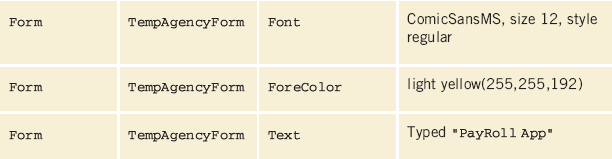 Form TempAgencyForm Font ComicSansMS, size 12, style
regular
Form TempAgencyForm ForeColor light yellow(255,255,192)
Form TempAgencyForm Text Typed "PayRoll App"